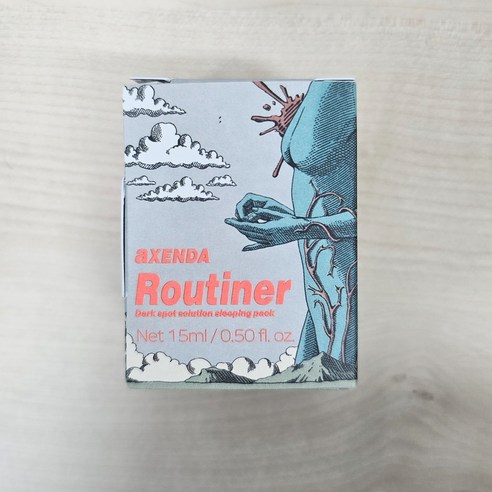 aXENDA
Routiner
Dark spot solution sleeping pack
Net 15ml / 0.50 fl. oz.